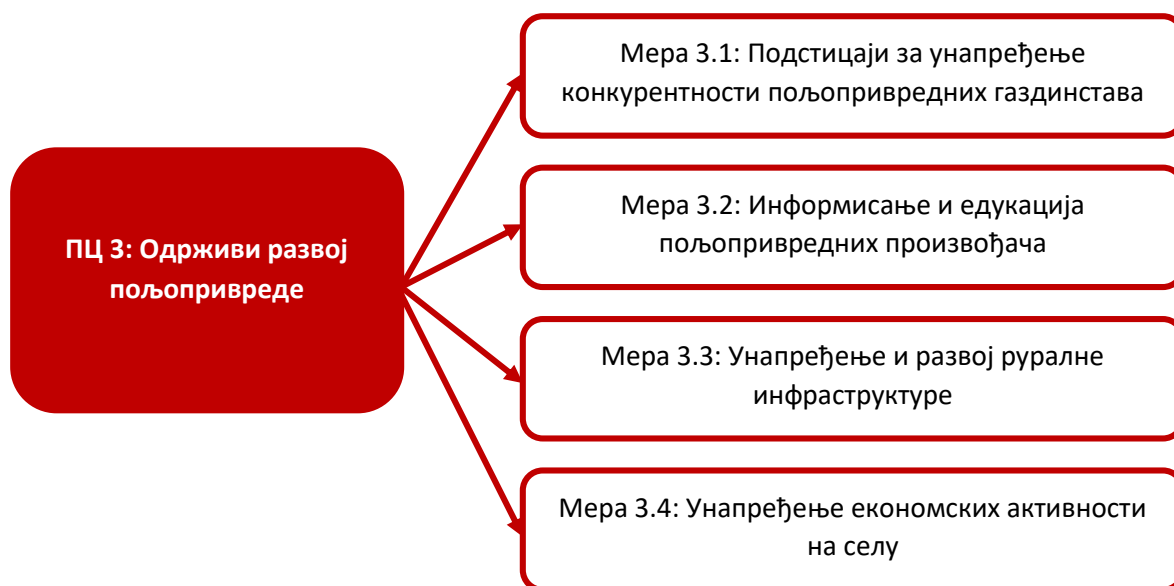 ПЦ 3: Одрживи развој
пољопривреде
Мера 3.1: Подстицаји за унапређење
конкурентности пољопривредних газдинстава
Мера 3.2: Информисање и едукација
пољопривредних произвођача
Мера 3.3: Унапређење и развој руралне
инфраструктуре
Мера 3.4: Унапређење економских активности
на селу